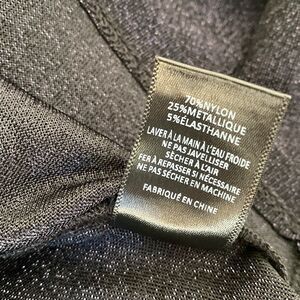 70%NYLON
25%METALLIQUE
5%ÉLASTHANNE
LAVER À LA MAIN À L'EAU FROIDE
NE PAS JAVELLISER
SÉCHER À L'AIR
FER À REPASSER SI NÉCESSAIRE
NE PAS SÉCHER EN MACHINE
FABRIQUÉ EN CHINE